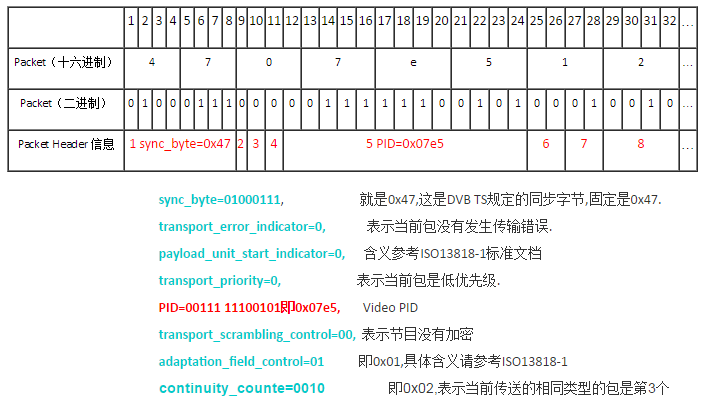 1 2 3 4 5 6 7 8 9 10 11 12 13 14 15 16 17 18 19 20 21 22 23 24 25 26 27 28 29 30 31 32 ...
Packet（十六进制） 4 7 0 7 e 5 1 2 ...
Packet（二进制） 0 1 0 0 0 1 1 1 0 0 0 0 0 1 1 1 1 1 1 0 0 1 0 1 0 0 0 1 0 0 1 0 ...
Packet Header 信息 1 sync_byte=0x47 2 3 4 5 PID=0x07e5 6 7 8 ...
sync_byte=01000111, 就是0x47,这是DVB TS规定的同步字节,固定是0x47.
transport_error_indicator=0, 表示当前包没有发生传输错误.
payload_unit_start_indicator=0, 含义参考ISO13818-1标准文档
transport_priority=0, 表示当前包是低优先级.
PID=00111 11100101即0x07e5, Video PID
transport_scrambling_control=00, 表示节目没有加密
adaptation_field_control=01 即0x01,具体含义请参考ISO13818-1
continuity_counte=0010 即0x02,表示当前传送的相同类型的包是第3个